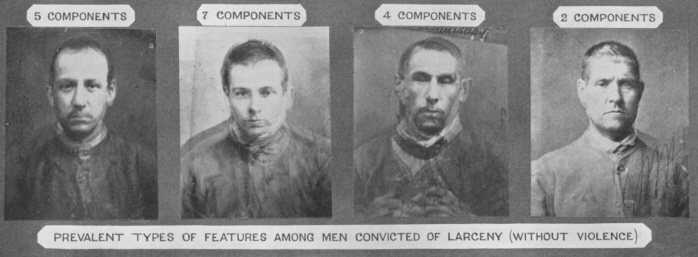 5 COMPONENTS
7 COMPONENTS
4 COMPONENTS
2 COMPONENTS
PREVALENT TYPES OF FEATURES AMONG MEN CONVICTED OF LARCENY (WITHOUT VIOLENCE)